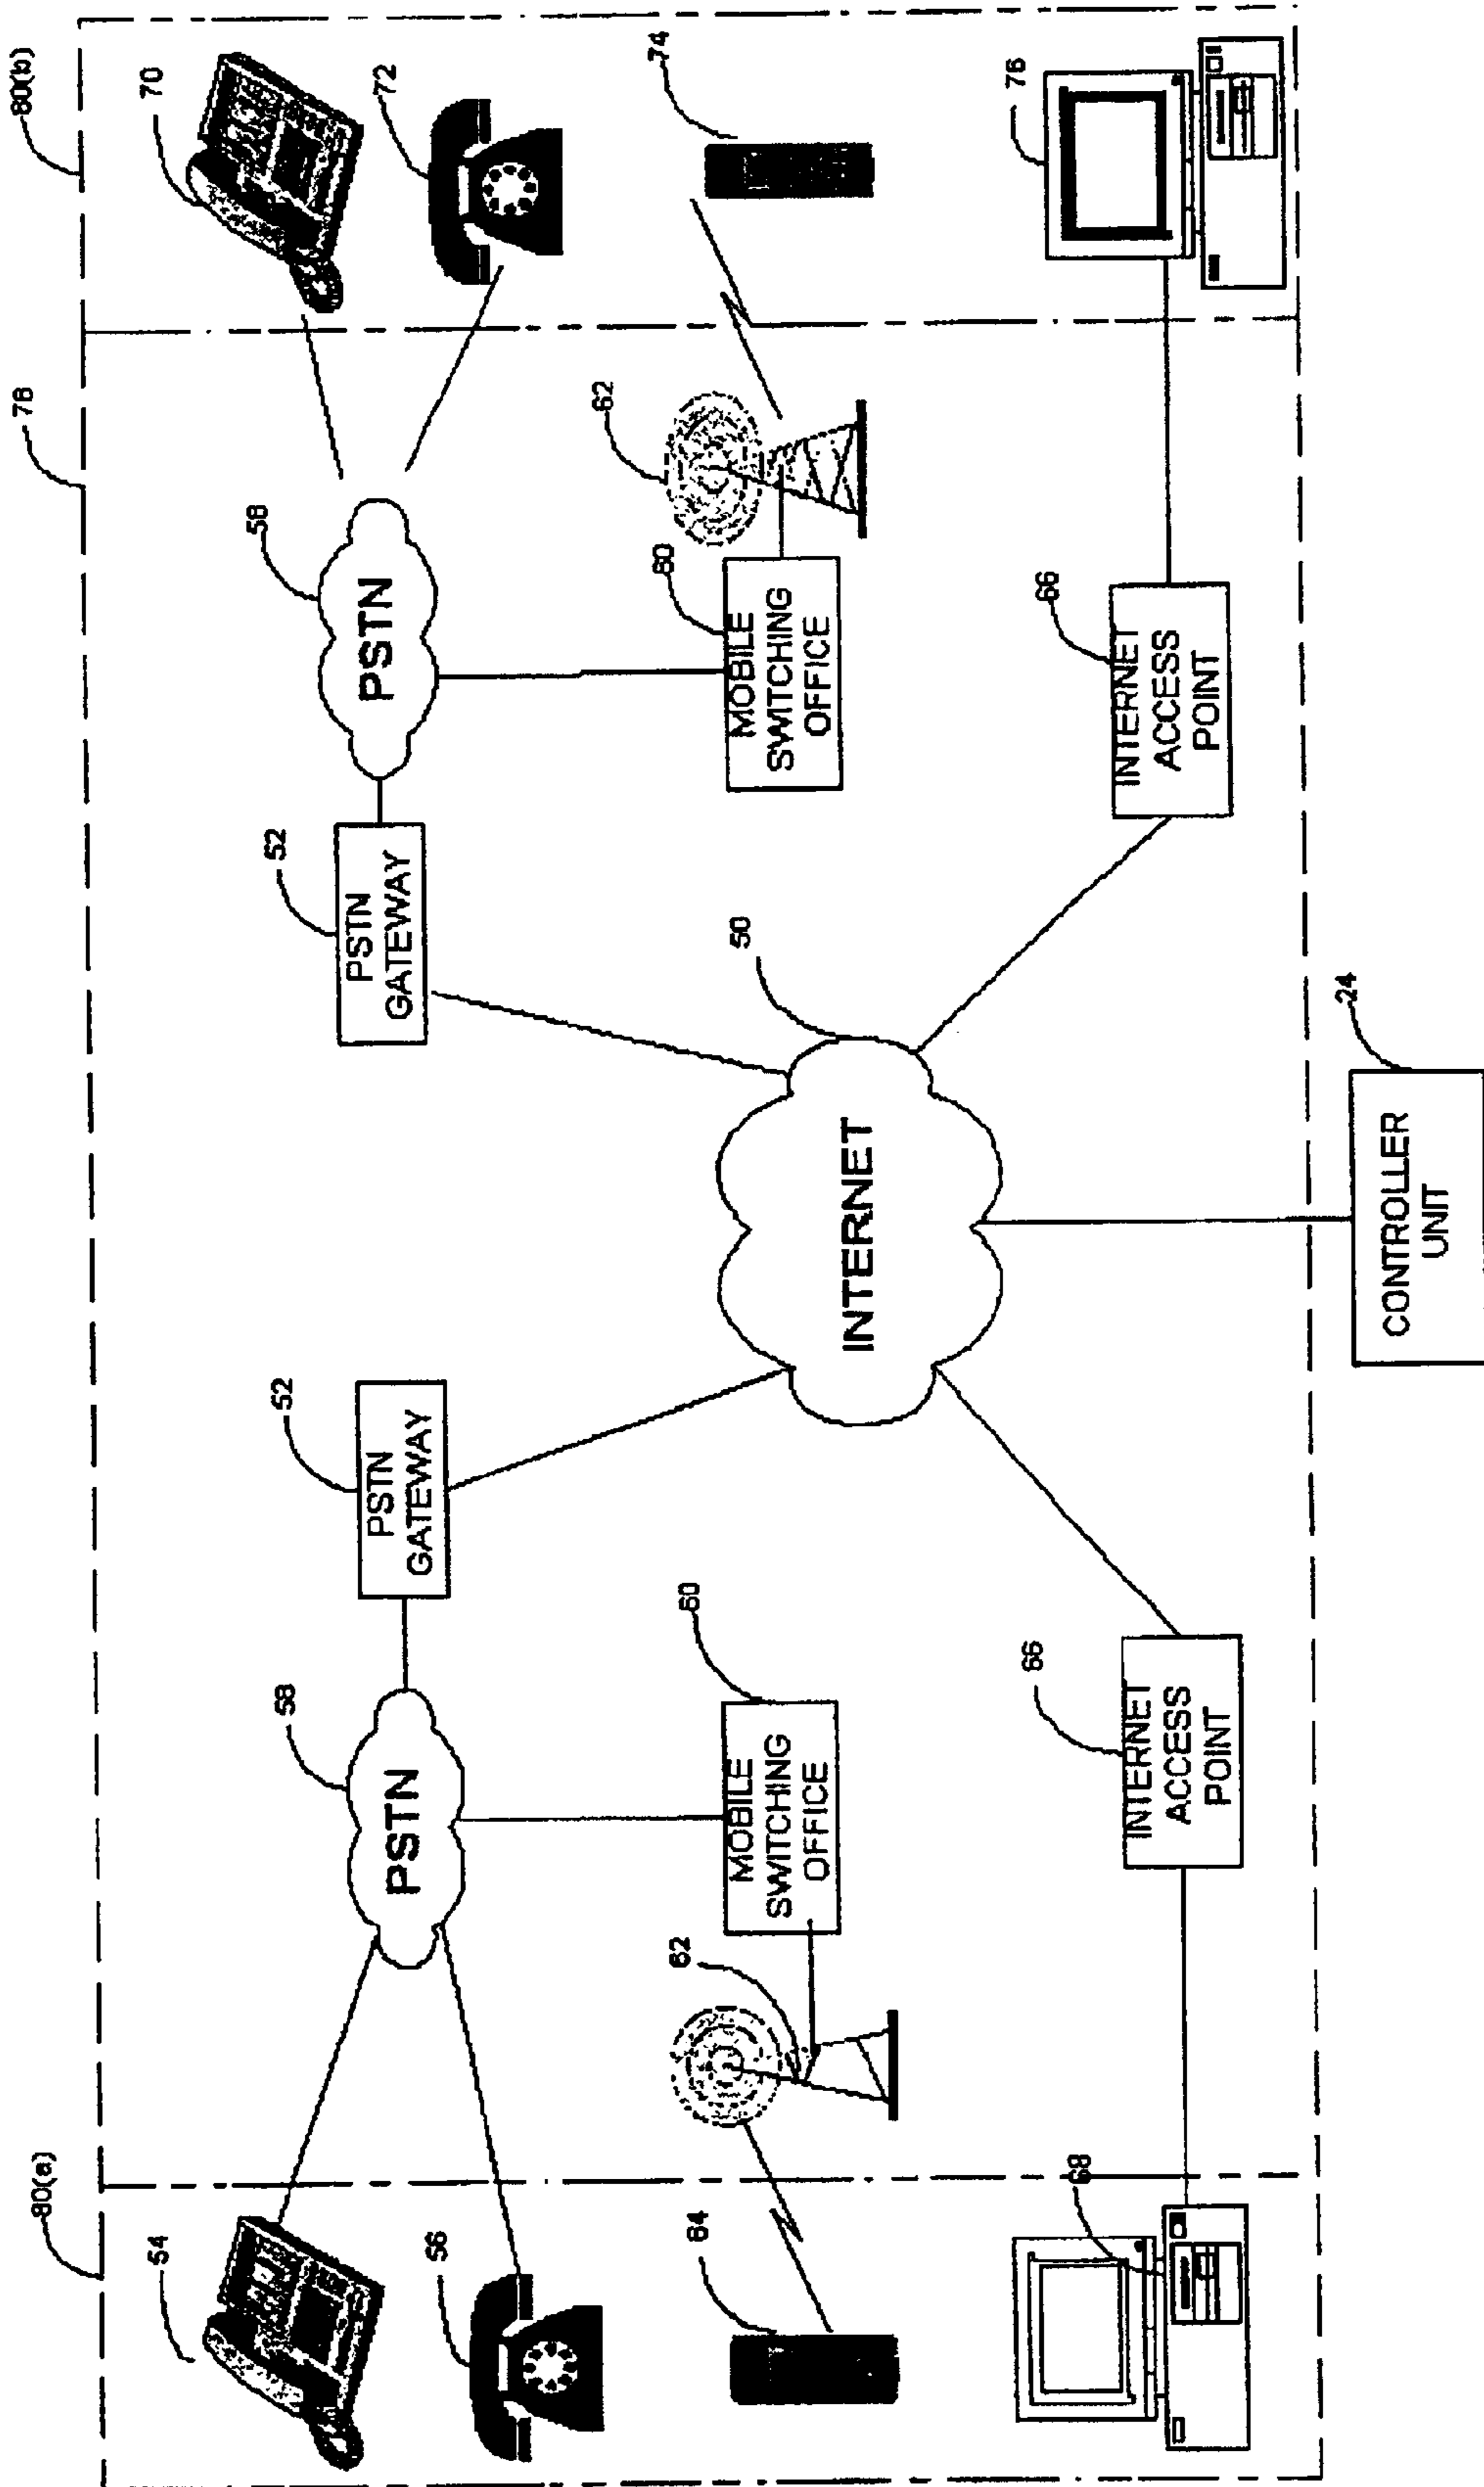 80(a)
78
80(b)
54
58
PSTN
52
PSTN
GATEWAY
52
PSTN
GATEWAY
58
PSTN
70
72
56
64
62
60
MOBILE
SWITCHING
OFFICE
50
INTERNET
60
MOBILE
SWITCHING
OFFICE
62
74
68
66
INTERNET
ACCESS
POINT
66
INTERNET
ACCESS
POINT
76
24
CONTROLLER
UNIT